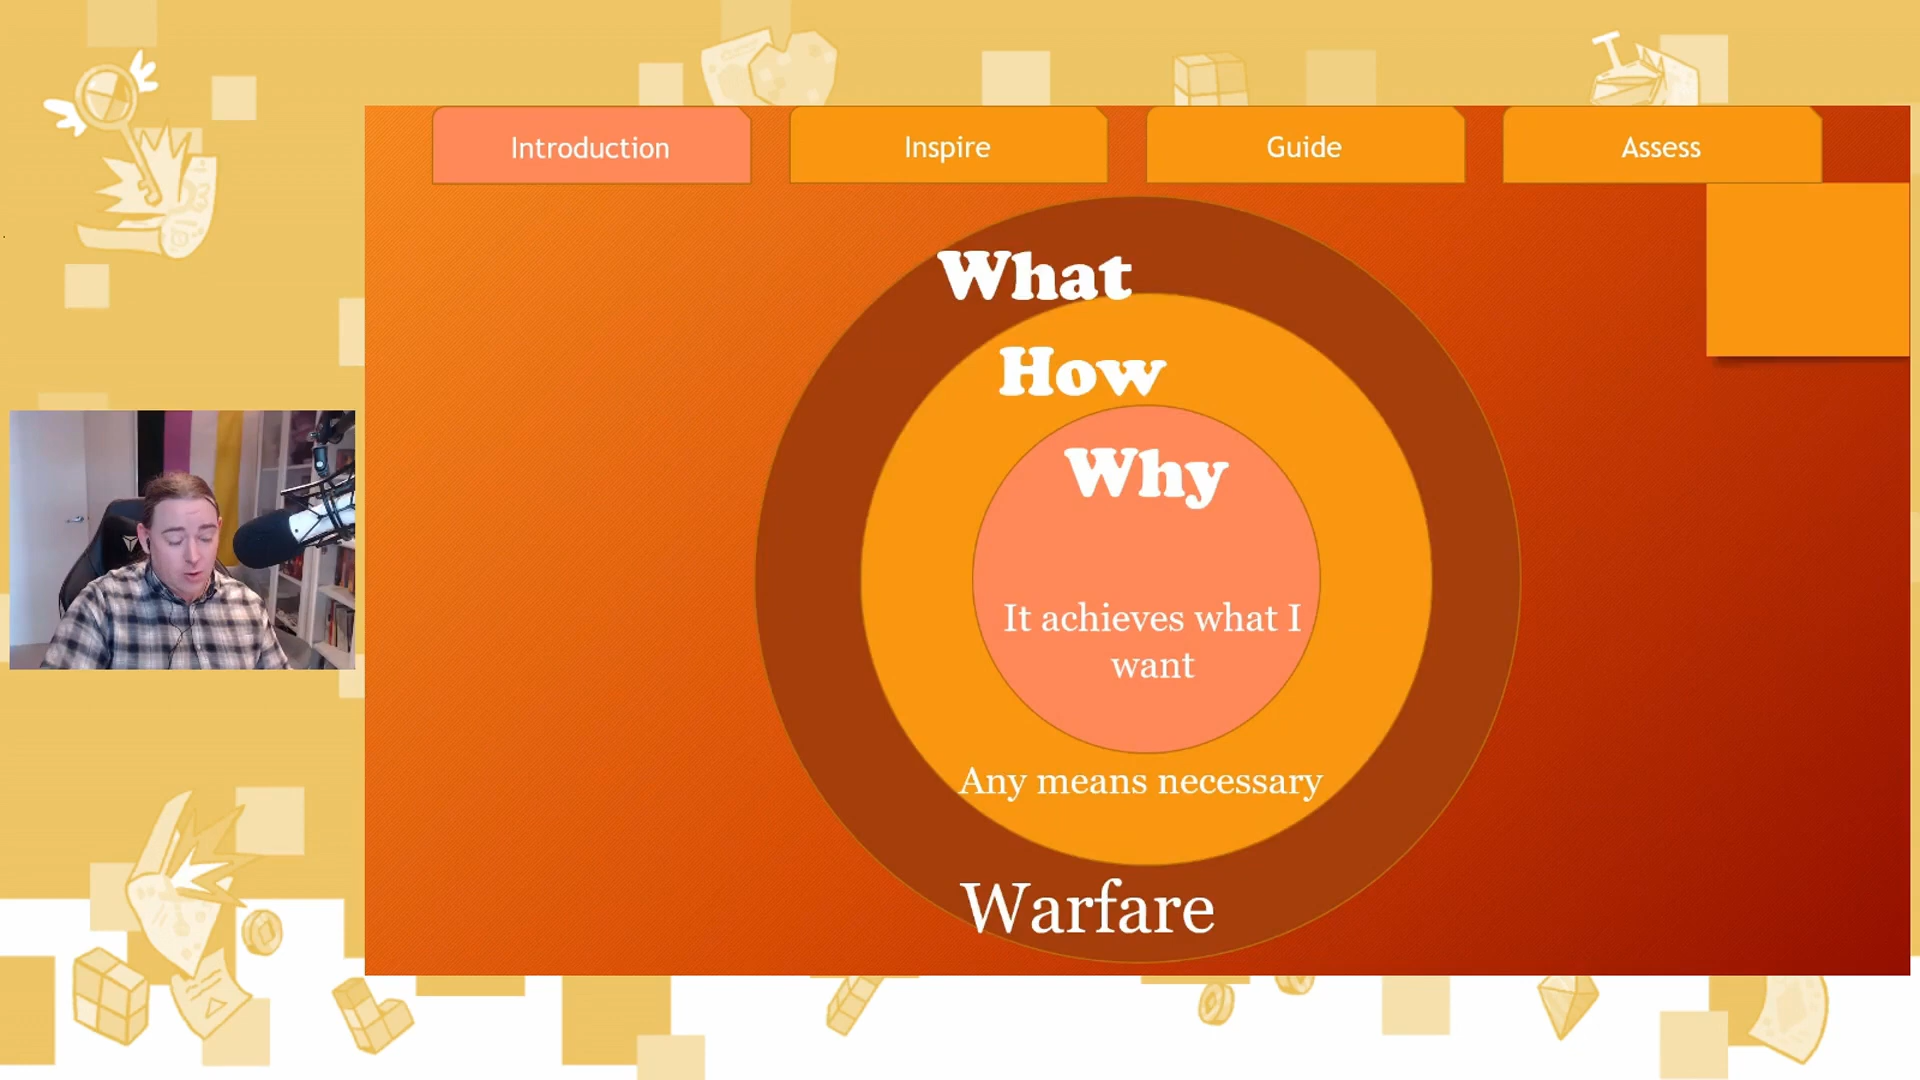 Introduction
Inspire
Guide
Assess
What
How
Why
It achieves what I
want
Any means necessary
Warfare